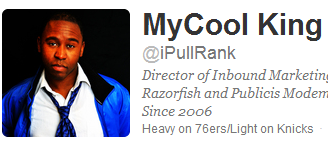 MyCool King
@iPullRank
Director of Inbound Marketing
Razorfish and Publicis Modem
Since 2006
Heavy on 76ers/Light on Knicks ·